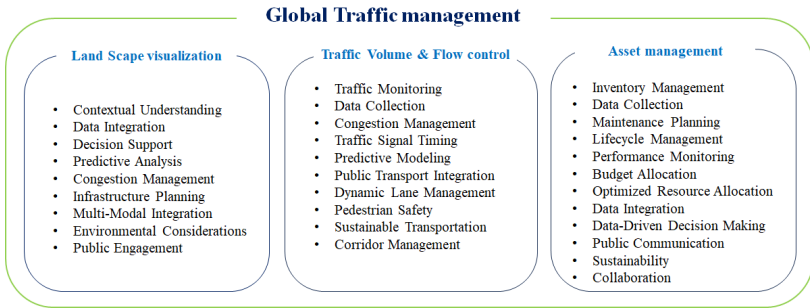 Global Traffic management
Land Scape visualization
• Contextual Understanding
• Data Integration
• Decision Support
• Predictive Analysis
• Congestion Management
• Infrastructure Planning
• Multi-Modal Integration
• Environmental Considerations
• Public Engagement
Traffic Volume & Flow control
• Traffic Monitoring
• Data Collection
• Congestion Management
• Traffic Signal Timing
• Predictive Modeling
• Public Transport Integration
• Dynamic Lane Management
• Pedestrian Safety
• Sustainable Transportation
• Corridor Management
Asset management
• Inventory Management
• Data Collection
• Maintenance Planning
• Lifecycle Management
• Performance Monitoring
• Budget Allocation
• Optimized Resource Allocation
• Data Integration
• Data-Driven Decision Making
• Public Communication
• Sustainability
• Collaboration